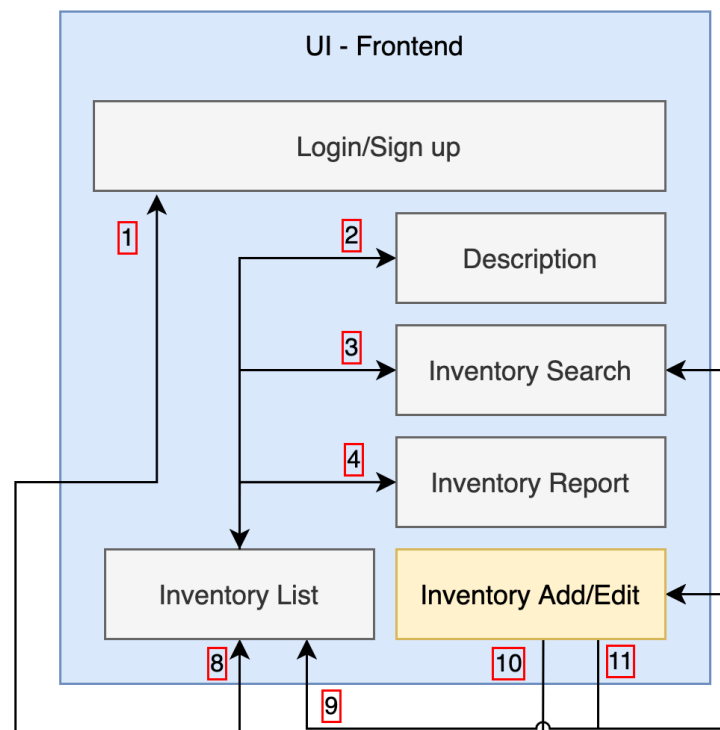 UI - Frontend
Login/Sign up
1
2
Description
3
Inventory Search
4
Inventory Report
Inventory List
Inventory Add/Edit
8
10
11
9